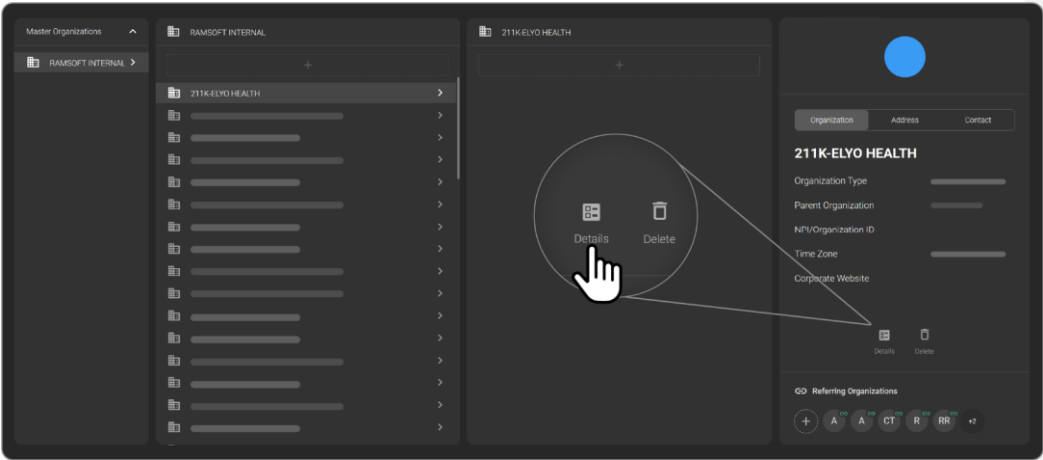 Master Organizations
RAMSOFT INTERNAL
RAMSOFT INTERNAL
211K-ELYO HEALTH
211K-ELYO HEALTH
Details
Delete
Organization
Address
Contact
211K-ELYO HEALTH
Organization Type
Parent Organization
NPI/Organization ID
Time Zone
Corporate Website
Details
Delete
Referring Organizations
A
A
CT
R
RR
+2